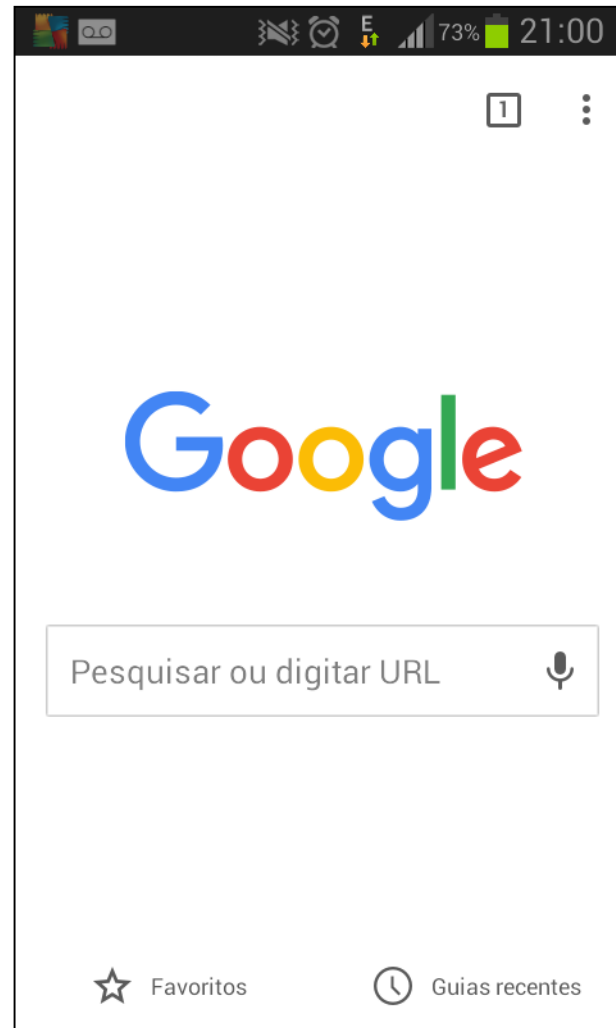 E 73% 21:00
1
Google
Pesquisar ou digitar URL
Favoritos Guias recentes